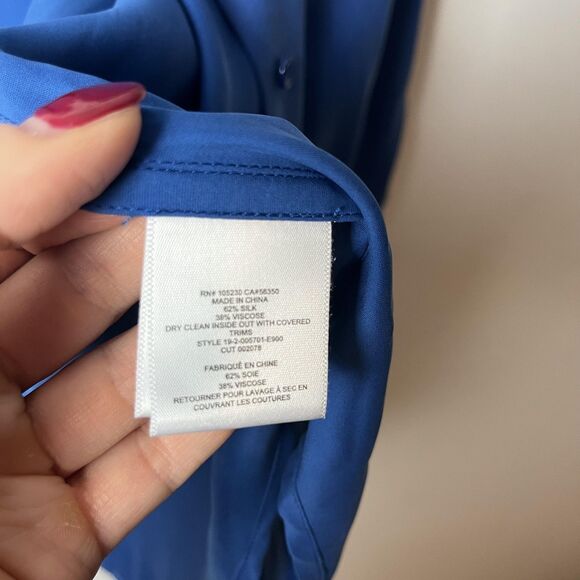 RN# 105230 CA#56350
MADE IN CHINA
62% SILK
38% VISCOSE
DRY CLEAN INSIDE OUT WITH COVERED
TRIMS
STYLE 19-2-005701-E900
CUT 002078
FABRIQUÉ EN CHINE
62% SOIE
38% VISCOSE
RETOURNER POUR LAVAGE À SEC EN
COUVRANT LES COUTURES